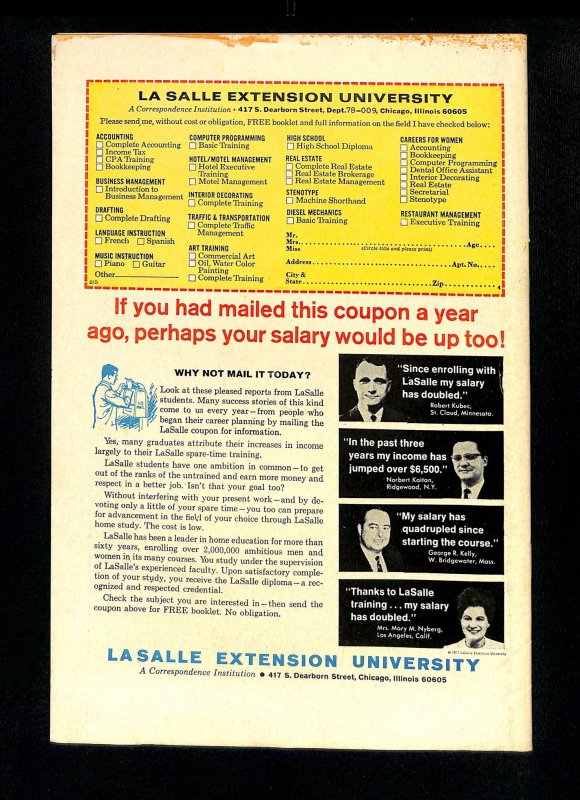 LA SALLE EXTENSION UNIVERSITY
A Correspondence Institution • 417 S. Dearborn Street, Dept. 78-009, Chicago, Illinois 60605
Please send me, without cost or obligation, FREE booklet and full information on the field I have checked below:
ACCOUNTING
Complete Accounting
Income Tax
CPA Training
Bookkeeping
BUSINESS MANAGEMENT
Introduction to
Business Management
DRAFTING
Complete Drafting
LANGUAGE INSTRUCTION
French Spanish
MUSIC INSTRUCTION
Piano Guitar
Other
010
COMPUTER PROGRAMMING
Basic Training
HOTEL/MOTEL MANAGEMENT
Hotel Executive
Training
Motel Management
INTERIOR DECORATING
Complete Training
TRAFFIC & TRANSPORTATION
Complete Traffic
Management
ART TRAINING
Commercial Art
Oil, Water Color
Painting
Complete Training
HIGH SCHOOL
High School Diploma
REAL ESTATE
Complete Real Estate
Real Estate Brokerage
Real Estate Management
STENOTYPE
Machine Shorthand
DIESEL MECHANICS
Basic Training
CAREERS FOR WOMEN
Accounting
Bookkeeping
Computer Programming
Dental Office Assistant
Interior Decorating
Real Estate
Secretarial
Stenotype
RESTAURANT MANAGEMENT
Executive Training
Mr.
Mrs. Age
Miss (Circle title and please print)
Address Apt. No.
City &
State Zip 4
If you had mailed this coupon a year
ago, perhaps your salary would be up too!
WHY NOT MAIL IT TODAY?
Look at these pleased reports from LaSalle
students. Many success stories of this kind
come to us every year—from people who
began their career planning by mailing the
LaSalle coupon for information.
Yes, many graduates attribute their increases in income
largely to their LaSalle spare-time training.
LaSalle students have one ambition in common—to get
out of the ranks of the untrained and earn more money and
respect in a better job. Isn't that your goal too?
Without interfering with your present work—and by de-
voting only a little of your spare time—you too can prepare
for advancement in the field of your choice through LaSalle
home study. The cost is low.
LaSalle has been a leader in home education for more than
sixty years, enrolling over 2,000,000 ambitious men and
women in its many courses. You study under the supervision
of LaSalle's experienced faculty. Upon satisfactory comple-
tion of your study, you receive the LaSalle diploma—a rec-
ognized and respected credential.
Check the subject you are interested in—then send the
coupon above for FREE booklet. No obligation.
"Since enrolling with
LaSalle my salary
has doubled."
Robert Kubec,
St. Cloud, Minnesota.
"In the past three
years my income has
jumped over $6,500."
Norbert Kaiton,
Ridgewood, N.Y.
"My salary has
quadrupled since
starting the course."
George R. Kelly,
W. Bridgewater, Mass.
"Thanks to LaSalle
training . . . my salary
has doubled."
Mrs. Mary M. Nyberg,
Los Angeles, Calif.
© 1971 LaSalle Extension University
LASALLE EXTENSION UNIVERSITY
A Correspondence Institution • 417 S. Dearborn Street, Chicago, Illinois 60605